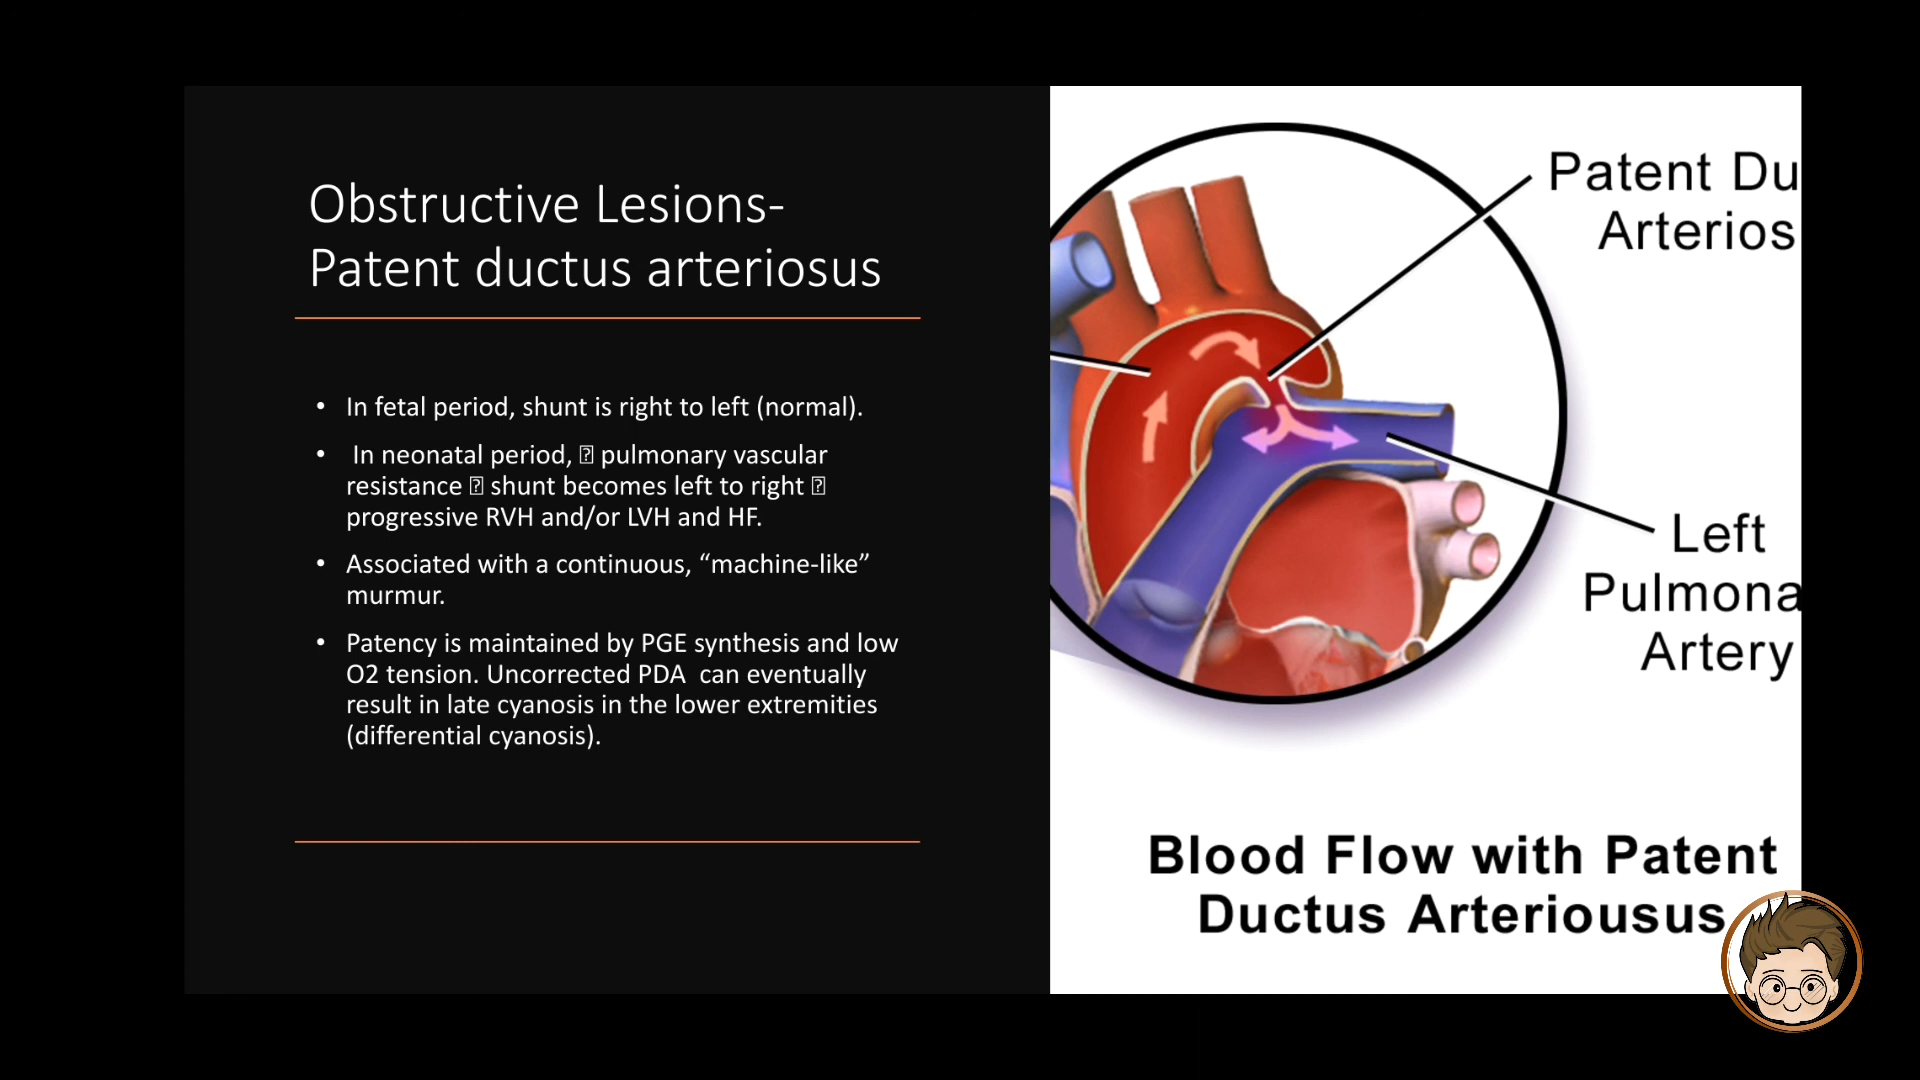 Obstructive Lesions-
Patent ductus arteriosus
• In fetal period, shunt is right to left (normal).
• In neonatal period, ⍰ pulmonary vascular
resistance ⍰ shunt becomes left to right ⍰
progressive RVH and/or LVH and HF.
• Associated with a continuous, “machine-like”
murmur.
• Patency is maintained by PGE synthesis and low
O2 tension. Uncorrected PDA can eventually
result in late cyanosis in the lower extremities
(differential cyanosis).
Patent Du
Arterios
Left
Pulmona
Artery
Blood Flow with Patent
Ductus Arteriousus